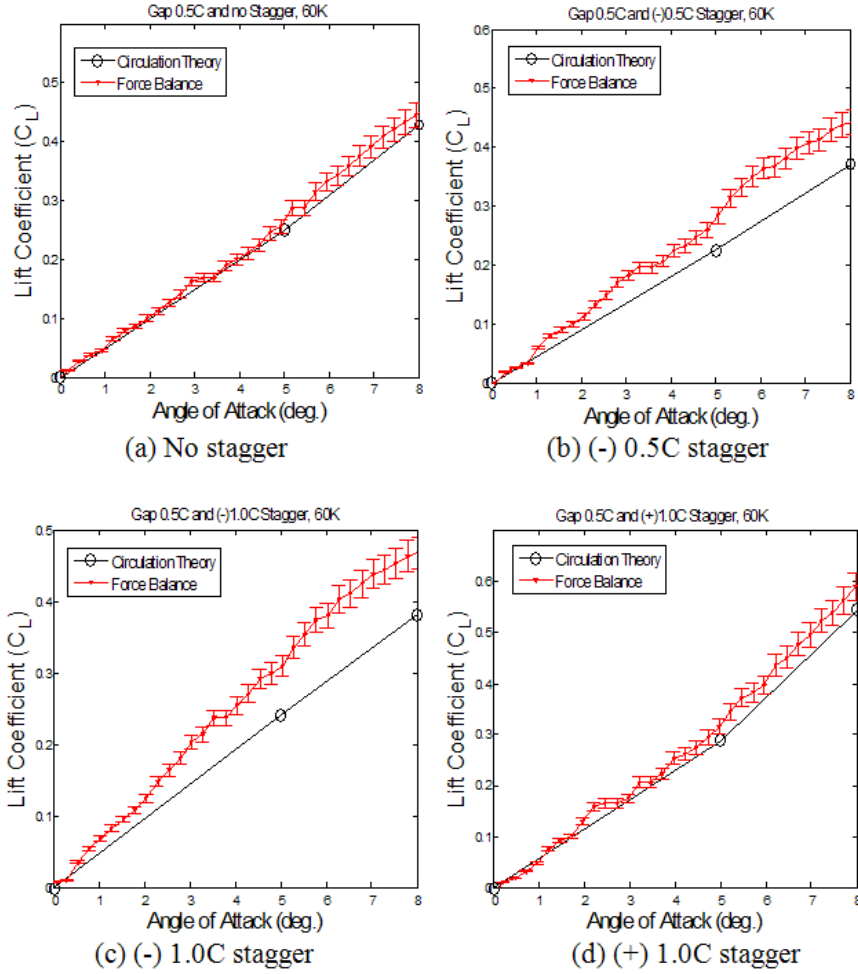 Gap 0.5C and no Stagger, 60K
Circulation Theory
Force Balance
Lift Coefficient (C_L)
0.5
0.4
0.3
0.2
0.1
0
0 1 2 3 4 5 6 7 8
Angle of Attack (deg.)
(a) No stagger
Gap 0.5C and (-)0.5C Stagger, 60K
Circulation Theory
Force Balance
Lift Coefficient (C_L)
0.6
0.5
0.4
0.3
0.2
0.1
0
0 1 2 3 4 5 6 7 8
Angle of Attack (deg.)
(b) (-) 0.5C stagger
Gap 0.5C and (-)1.0C Stagger, 60K
Circulation Theory
Force Balance
Lift Coefficient (C_L)
0.5
0.4
0.3
0.2
0.1
0
0 1 2 3 4 5 6 7 8
Angle of Attack (deg.)
(c) (-) 1.0C stagger
Gap 0.5C and (+)1.0C Stagger, 60K
Circulation Theory
Force Balance
Lift Coefficient (C_L)
0.6
0.5
0.4
0.3
0.2
0.1
0
0 1 2 3 4 5 6 7 8
Angle of Attack (deg.)
(d) (+) 1.0C stagger